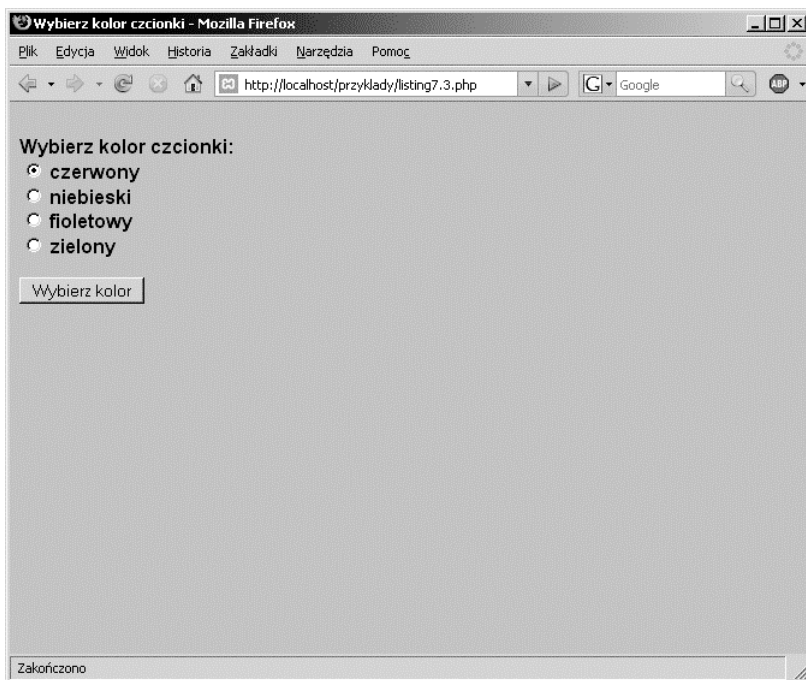 Wybierz kolor czcionki - Mozilla Firefox
Plik Edycja Widok Historia Zakładki Narzędzia Pomoc
http://localhost/przyklady/listing7.3.php G Google ABP
Wybierz kolor czcionki:
czerwony
niebieski
fioletowy
zielony
Wybierz kolor
Zakończono